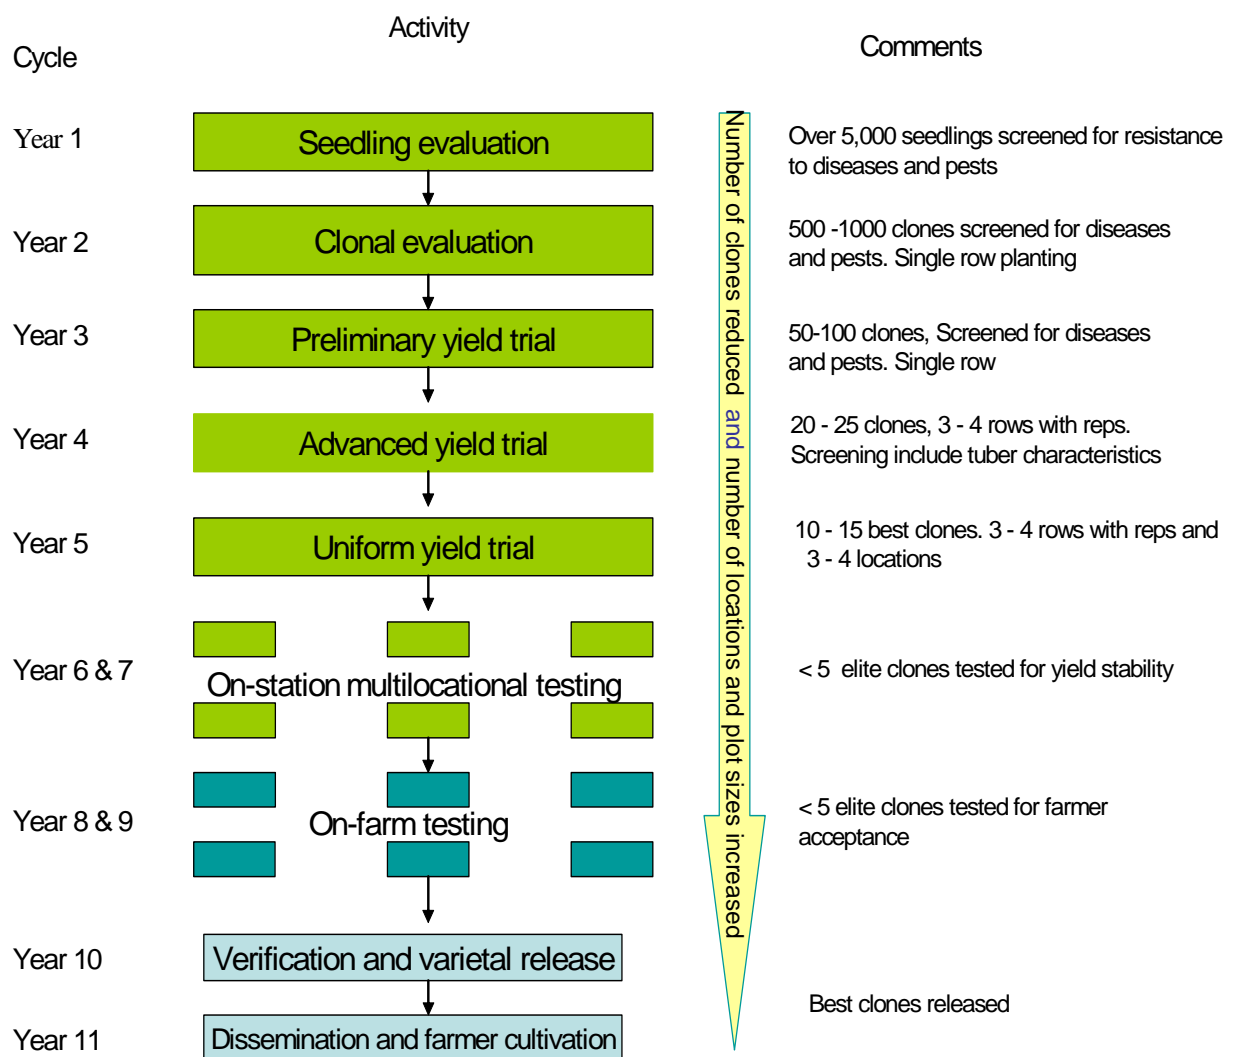 Activity
Cycle
Comments
Year 1
Seedling evaluation
Over 5,000 seedlings screened for resistance
to diseases and pests
Year 2
Clonal evaluation
500 -1000 clones screened for diseases
and pests. Single row planting
Year 3
Preliminary yield trial
50-100 clones, Screened for diseases
and pests. Single row
Year 4
Advanced yield trial
20 - 25 clones, 3 - 4 rows with reps.
Screening include tuber characteristics
Year 5
Uniform yield trial
10 - 15 best clones. 3 - 4 rows with reps and
3 - 4 locations
Year 6 & 7
On-station multilocational testing
< 5 elite clones tested for yield stability
Year 8 & 9
On-farm testing
< 5 elite clones tested for farmer
acceptance
Year 10
Verification and varietal release
Best clones released
Year 11
Dissemination and farmer cultivation
Number of clones reduced and number of locations and plot sizes increased